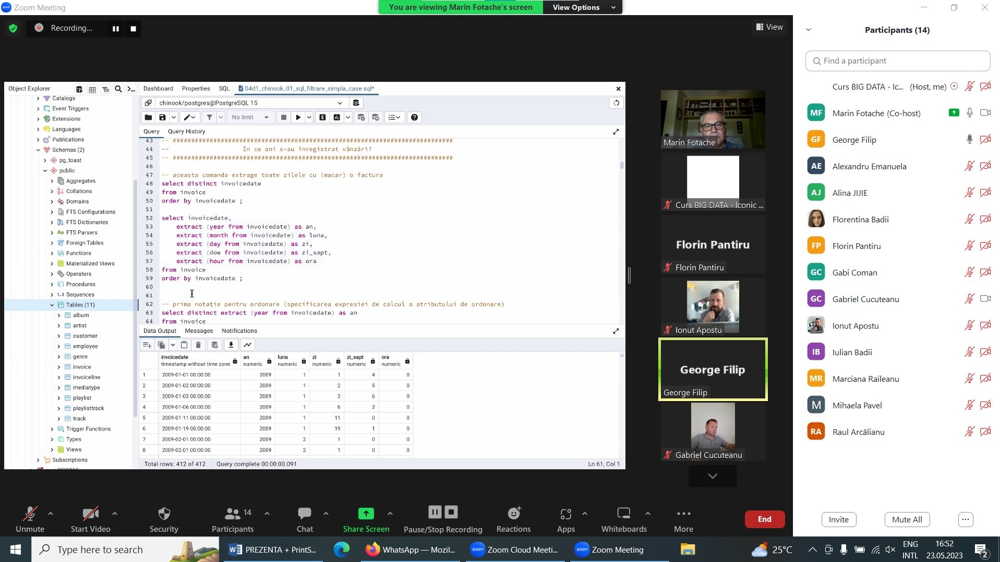 Zoom Meeting
You are viewing Marin Fotache's screen
View Options
Recording...
View
Object Explorer
Catalogs
Event Triggers
Extensions
Languages
Publications
Schemas (2)
pg_toast
public
Aggregates
Collations
Domains
FTS Configurations
FTS Dictionaries
FTS Parsers
Foreign Tables
Functions
Materialized Views
Operators
Procedures
Sequences
Tables (11)
album
artist
customer
employee
genre
invoice
invoiceline
mediatype
playlist
playlisttrack
track
Trigger Functions
Types
Views
Subscriptions
Dashboard Properties SQL 04d1_chinook_01_sql_filtrare_simpla_case.sql*
chinook/postgres@PostgreSQL 15
No limit
Query Query History
43 -- ############################################################################
44 -- În ce ani s-au înregistrat vânzări?
45 -- ############################################################################
46
47 -- aceasta comanda extrage toate zilele cu (macar) o factura
48 select distinct invoicedate
49 from invoice
50 order by invoicedate ;
51
52 select invoicedate,
53 extract (year from invoicedate) as an,
54 extract (month from invoicedate) as luna,
55 extract (day from invoicedate) as zi,
56 extract (dow from invoicedate) as zi_sapt,
57 extract (hour from invoicedate) as ora
58 from invoice
59 order by invoicedate ;
60
61
62 -- prima notaţie pentru ordonare (specificarea expresiei de calcul a atributului de ordonare)
63 select distinct extract (year from invoicedate) as an
64 from invoice
Data Output Messages Notifications
invoicedate an luna zi zi_sapt ora
timestamp without time zone numeric numeric numeric numeric numeric
1 2009-01-01 00:00:00 2009 1 1 4 0
2 2009-01-02 00:00:00 2009 1 2 5 0
3 2009-01-03 00:00:00 2009 1 3 6 0
4 2009-01-06 00:00:00 2009 1 6 2 0
5 2009-01-11 00:00:00 2009 1 11 0 0
6 2009-01-19 00:00:00 2009 1 19 1 0
7 2009-02-01 00:00:00 2009 2 1 0 0
8 2009-02-01 00:00:00 2009 2 1 0 0
Total rows: 412 of 412 Query complete 00:00:00.091 Ln 61, Col 1
Marin Fotache
Curs BIG DATA - Iconic ...
Florin Pantiru
Florin Pantiru
Ionut Apostu
George Filip
George Filip
Gabriel Cucuteanu
Participants (14)
Find a participant
Curs BIG DATA - Ic... (Host, me)
MF Marin Fotache (Co-host)
GF George Filip
AE Alexandru Emanuela
AJ Alina JIJIE
Florentina Badii
FP Florin Pantiru
GC Gabi Coman
GC Gabriel Cucuteanu
Ionut Apostu
IB Iulian Badii
MR Marciana Raileanu
M Mihaela Pavel
RA Raul Arcălianu
Invite Mute All ...
14
Unmute Start Video Security Participants Chat Share Screen Pause/Stop Recording Reactions Apps Whiteboards More End
Type here to search
PREZENTA + PrintS...
WhatsApp — Mozil...
zoom Zoom Cloud Meeti...
zoom Zoom Meeting
25°C
ENG
INTL
16:52
23.05.2023
2